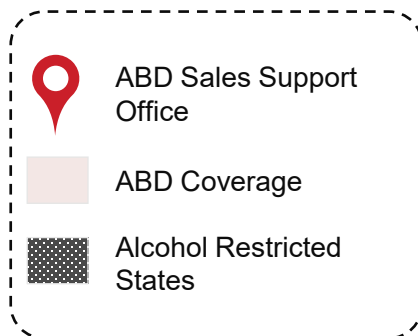 ABD Sales Support
Office
ABD Coverage
Alcohol Restricted
States